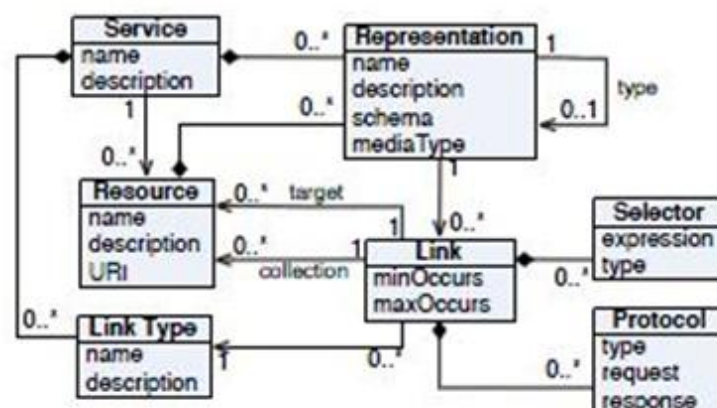 Service
name
description
Representation
name
description
schema
mediaType
0..*
1
type
0..1
1
0..*
0..*
1
Resource
name
description
URI
0..*
target
0..*
collection
1
1
0..*
Link
minOccurs
maxOccurs
Selector
expression
type
0..*
0..*
Link Type
name
description
1
0..*
Protocol
type
request
response
0..*